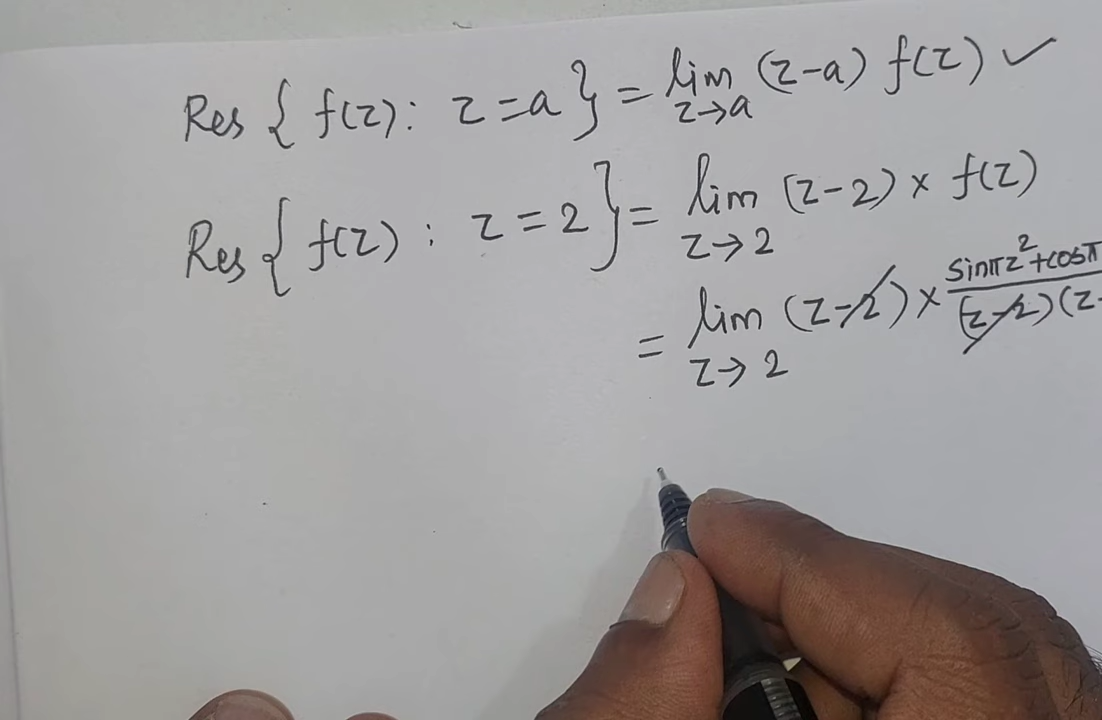 Res { f(z): z=a} = lim z→a (z-a) f(z) ✓
Res { f(z) : z=2} = lim z→2 (z-2) × f(z)
= lim z→2 (z-2) × sinπz²+cosπ / (z-2)(z-